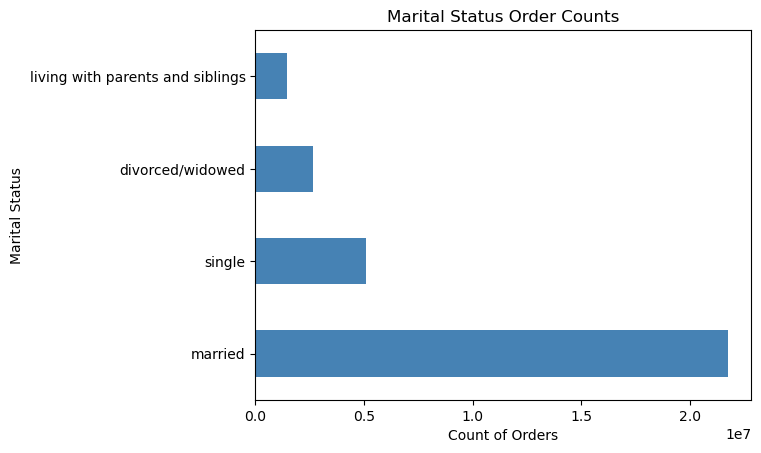 Marital Status Order Counts
Marital Status
living with parents and siblings
divorced/widowed
single
married
0.0 0.5 1.0 1.5 2.0
1e7
Count of Orders